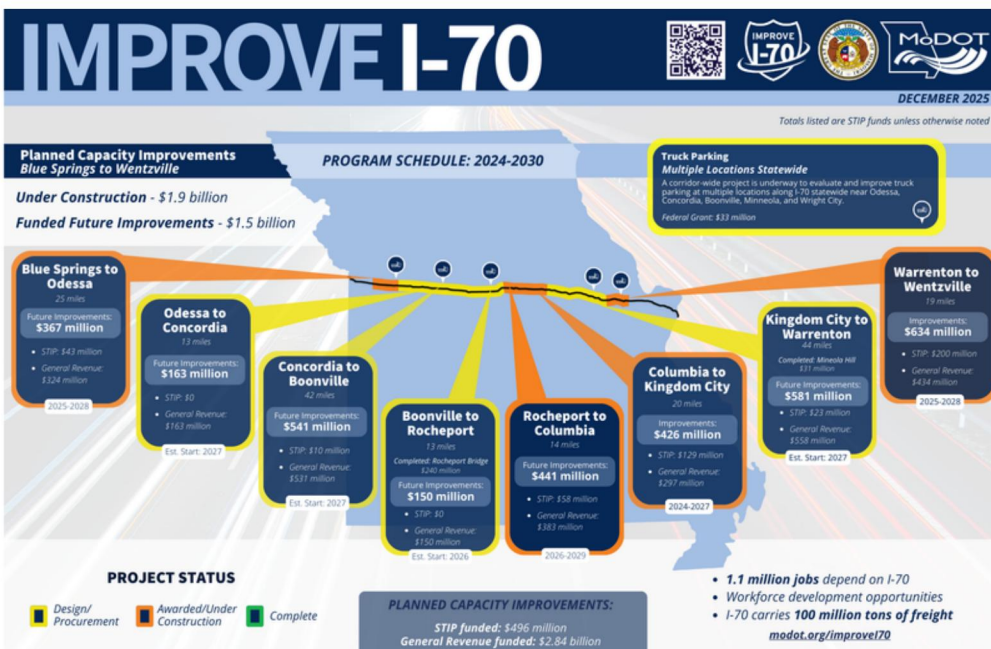 IMPROVE I-70
IMPROVE
I-70
MoDOT
DECEMBER 2025
Totals listed are STIP funds unless otherwise noted
Planned Capacity Improvements
Blue Springs to Wentzville
PROGRAM SCHEDULE: 2024-2030
Under Construction - $1.9 billion
Funded Future Improvements - $1.5 billion
Truck Parking
Multiple Locations Statewide
A corridor-wide project is underway to evaluate and improve truck
parking at multiple locations along I-70 statewide near Odessa,
Concordia, Boonville, Minneola, and Wright City.
Federal Grant: $33 million
Blue Springs to
Odessa
25 miles
Future Improvements:
$367 million
• STIP: $43 million
• General Revenue:
$324 million
2025-2028
Odessa to
Concordia
13 miles
Future Improvements:
$163 million
• STIP: $0
• General Revenue:
$163 million
Est. Start: 2027
Concordia to
Boonville
42 miles
Future Improvements:
$541 million
• STIP: $10 million
• General Revenue:
$531 million
Est. Start: 2027
Boonville to
Rocheport
13 miles
Completed: Rocheport Bridge
$240 million
Future Improvements:
$150 million
• STIP: $0
• General Revenue:
$150 million
Est. Start: 2026
Rocheport to
Columbia
14 miles
Future Improvements:
$441 million
• STIP: $58 million
• General Revenue:
$383 million
2026-2029
Columbia to
Kingdom City
20 miles
Improvements:
$426 million
• STIP: $129 million
• General Revenue:
$297 million
2024-2027
Kingdom City to
Warrenton
44 miles
Completed: Mineola Hill
$31 million
Future Improvements:
$581 million
• STIP: $23 million
• General Revenue:
$558 million
Est. Start: 2027
Warrenton to
Wentzville
19 miles
Improvements:
$634 million
• STIP: $200 million
• General Revenue:
$434 million
2025-2028
PROJECT STATUS
Design/
Procurement
Awarded/Under
Construction
Complete
PLANNED CAPACITY IMPROVEMENTS:
STIP funded: $496 million
General Revenue funded: $2.84 billion
• 1.1 million jobs depend on I-70
• Workforce development opportunities
• I-70 carries 100 million tons of freight
modot.org/improveI70